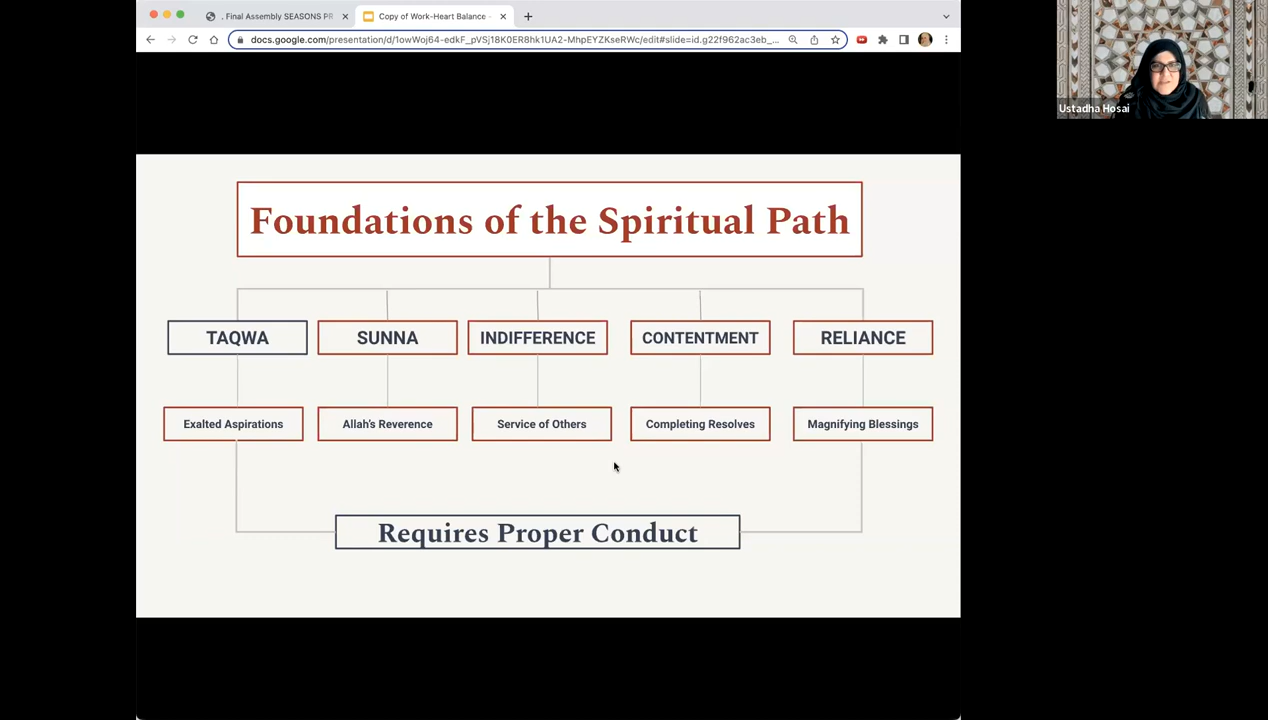 . Final Assembly SEASONS PR
Copy of Work-Heart Balance -
docs.google.com/presentation/d/1owWoj64-edkF_pVSj18K0ER8hk1UA2-MhpEYZKseRWc/edit#slide=id.g22f962ac3eb_...
Ustadha Hosai
Foundations of the Spiritual Path
TAQWA SUNNA INDIFFERENCE CONTENTMENT RELIANCE
Exalted Aspirations Allah's Reverence Service of Others Completing Resolves Magnifying Blessings
Requires Proper Conduct